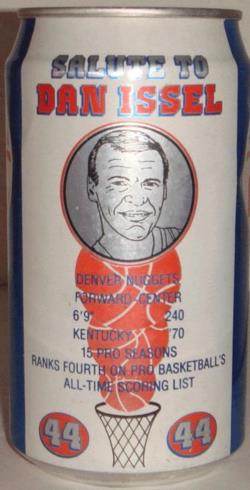 SALUTE TO
DAN ISSEL
DENVER NUGGETS
FORWARD-CENTER
6'9" 240
KENTUCKY '70
15 PRO SEASONS
RANKS FOURTH ON PRO BASKETBALL'S
ALL-TIME SCORING LIST
44 44